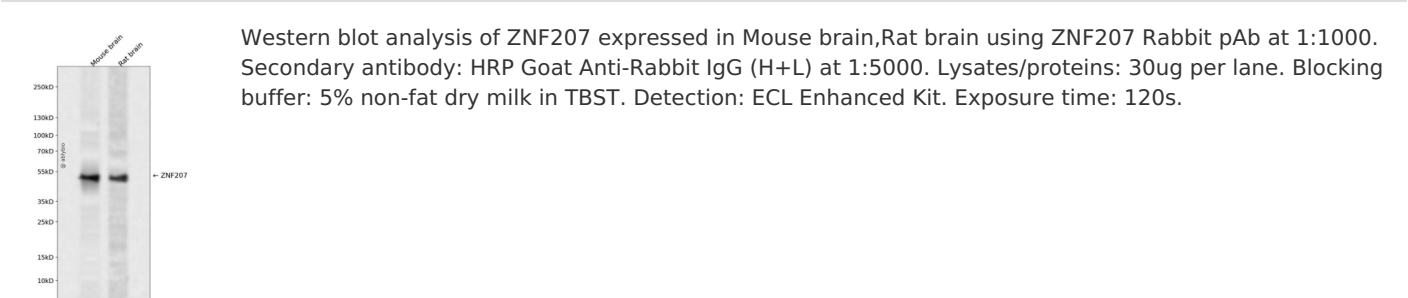 Mouse brain
Rat brain
Western blot analysis of ZNF207 expressed in Mouse brain,Rat brain using ZNF207 Rabbit pAb at 1:1000.
Secondary antibody: HRP Goat Anti-Rabbit IgG (H+L) at 1:5000. Lysates/proteins: 30ug per lane. Blocking
buffer: 5% non-fat dry milk in TBST. Detection: ECL Enhanced Kit. Exposure time: 120s.
250kD
130kD
100kD
70kD
55kD
← ZNF207
35kD
25kD
15kD
10kD